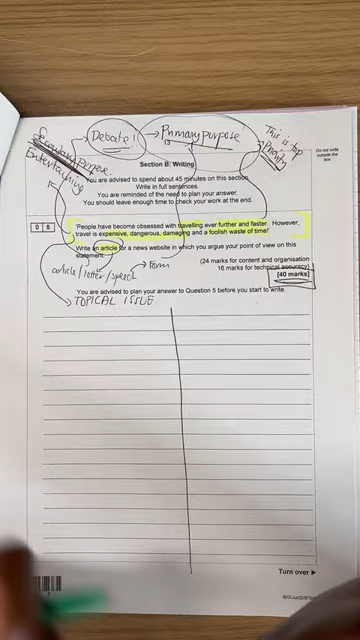 Debate!
Primary purpose
This is top
Priority
Secondary purpose
Entertaining
Do not write
outside the
box
Section B: Writing
You are advised to spend about 45 minutes on this section.
Write in full sentences.
You are reminded of the need to plan your answer.
You should leave enough time to check your work at the end.
0 5
'People have become obsessed with travelling ever further and faster. However,
travel is expensive, dangerous, damaging and a foolish waste of time!'
Write an article for a news website in which you argue your point of view on this
statement.
(24 marks for content and organisation
16 marks for technical accuracy)
[40 marks]
article/letter/speech → form
You are advised to plan your answer to Question 5 before you start to write.
TOPICAL ISSUE
Turn over